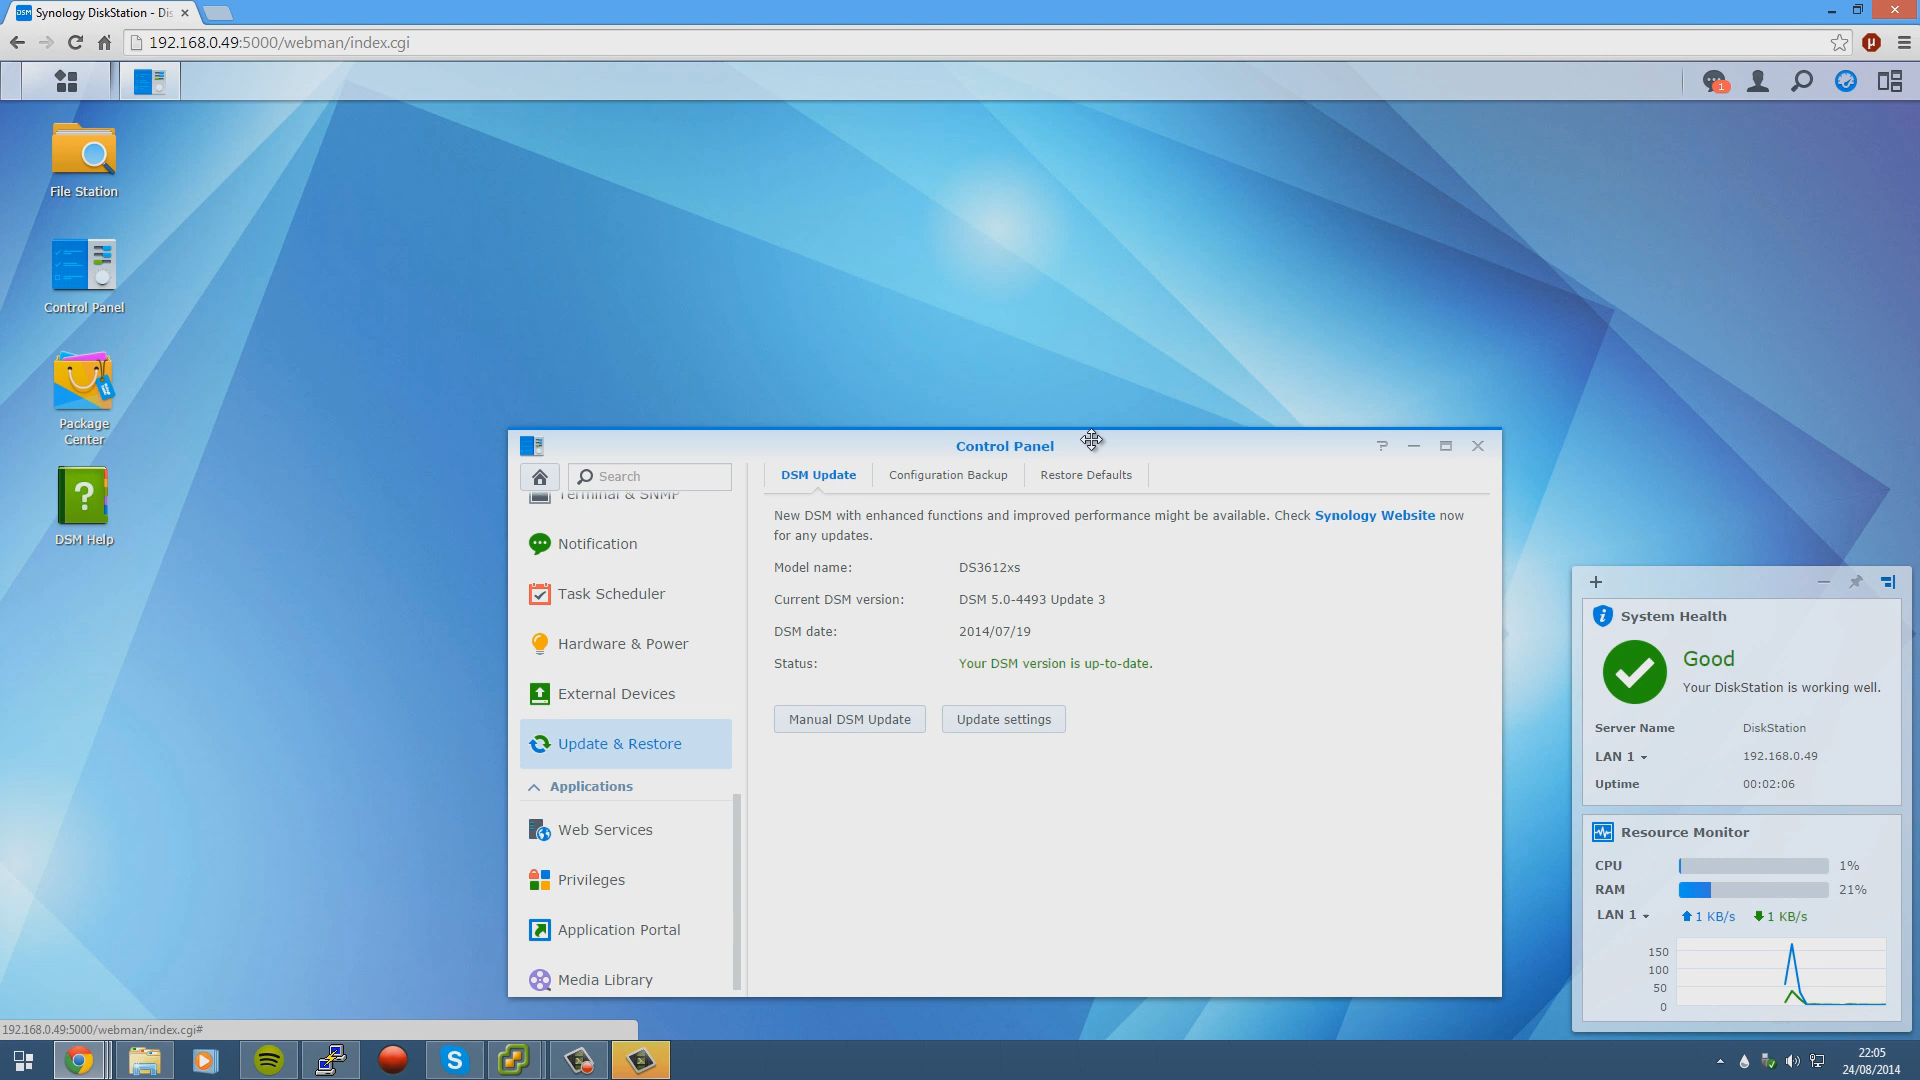 Synology DiskStation - Dis
192.168.0.49:5000/webman/index.cgi
1
File Station
Control Panel
Package
Center
DSM Help
Control Panel
Search
Terminal & SNMP
Notification
Task Scheduler
Hardware & Power
External Devices
Update & Restore
Applications
Web Services
Privileges
Application Portal
Media Library
DSM Update
Configuration Backup
Restore Defaults
New DSM with enhanced functions and improved performance might be available. Check Synology Website now
for any updates.
Model name: DS3612xs
Current DSM version: DSM 5.0-4493 Update 3
DSM date: 2014/07/19
Status: Your DSM version is up-to-date.
Manual DSM Update
Update settings
System Health
Good
Your DiskStation is working well.
Server Name DiskStation
LAN 1 192.168.0.49
Uptime 00:02:06
Resource Monitor
CPU 1%
RAM 21%
LAN 1 1 KB/s 1 KB/s
150
100
50
0
192.168.0.49:5000/webman/index.cgi#
22:05
24/08/2014